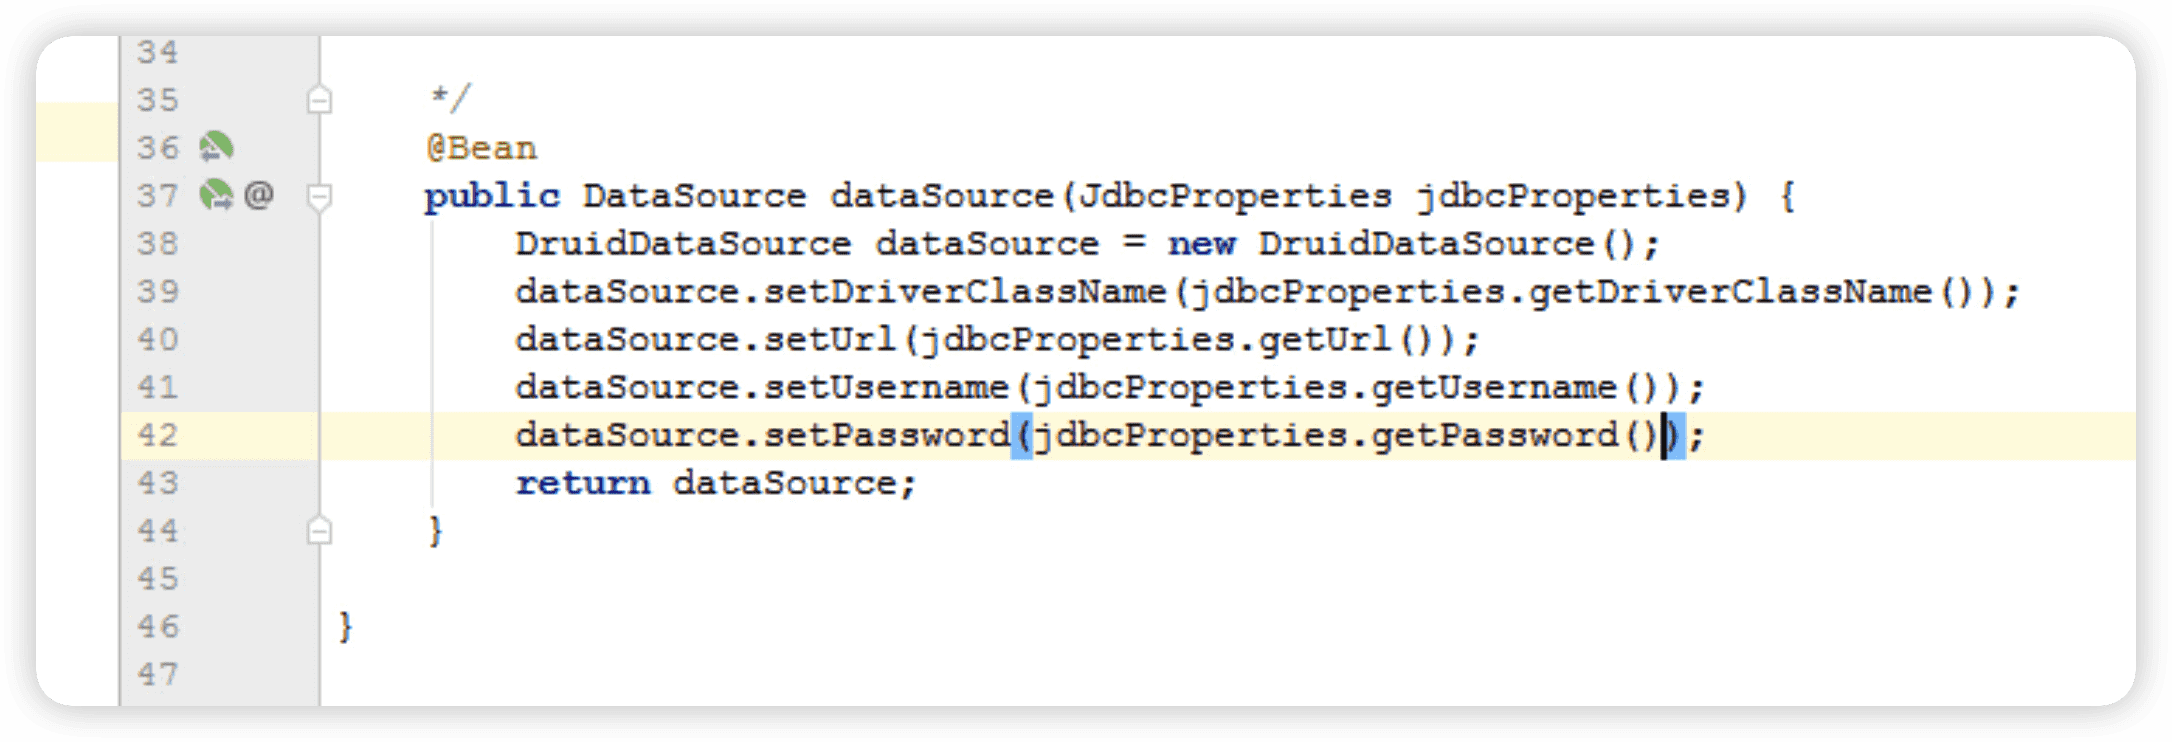 34
35 */
36 @Bean
37 @ public DataSource dataSource(JdbcProperties jdbcProperties) {
38 DruidDataSource dataSource = new DruidDataSource();
39 dataSource.setDriverClassName(jdbcProperties.getDriverClassName());
40 dataSource.setUrl(jdbcProperties.getUrl());
41 dataSource.setUsername(jdbcProperties.getUsername());
42 dataSource.setPassword(jdbcProperties.getPassword());
43 return dataSource;
44 }
45
46 }
47